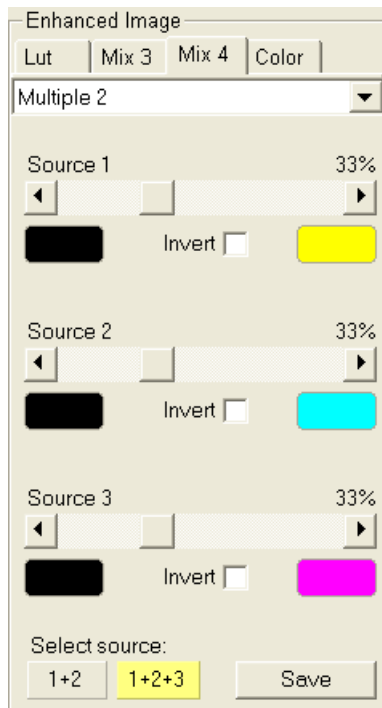 Enhanced Image
Lut Mix 3 Mix 4 Color
Multiple 2
Source 1 33%
Invert
Source 2 33%
Invert
Source 3 33%
Invert
Select source:
1+2 1+2+3 Save